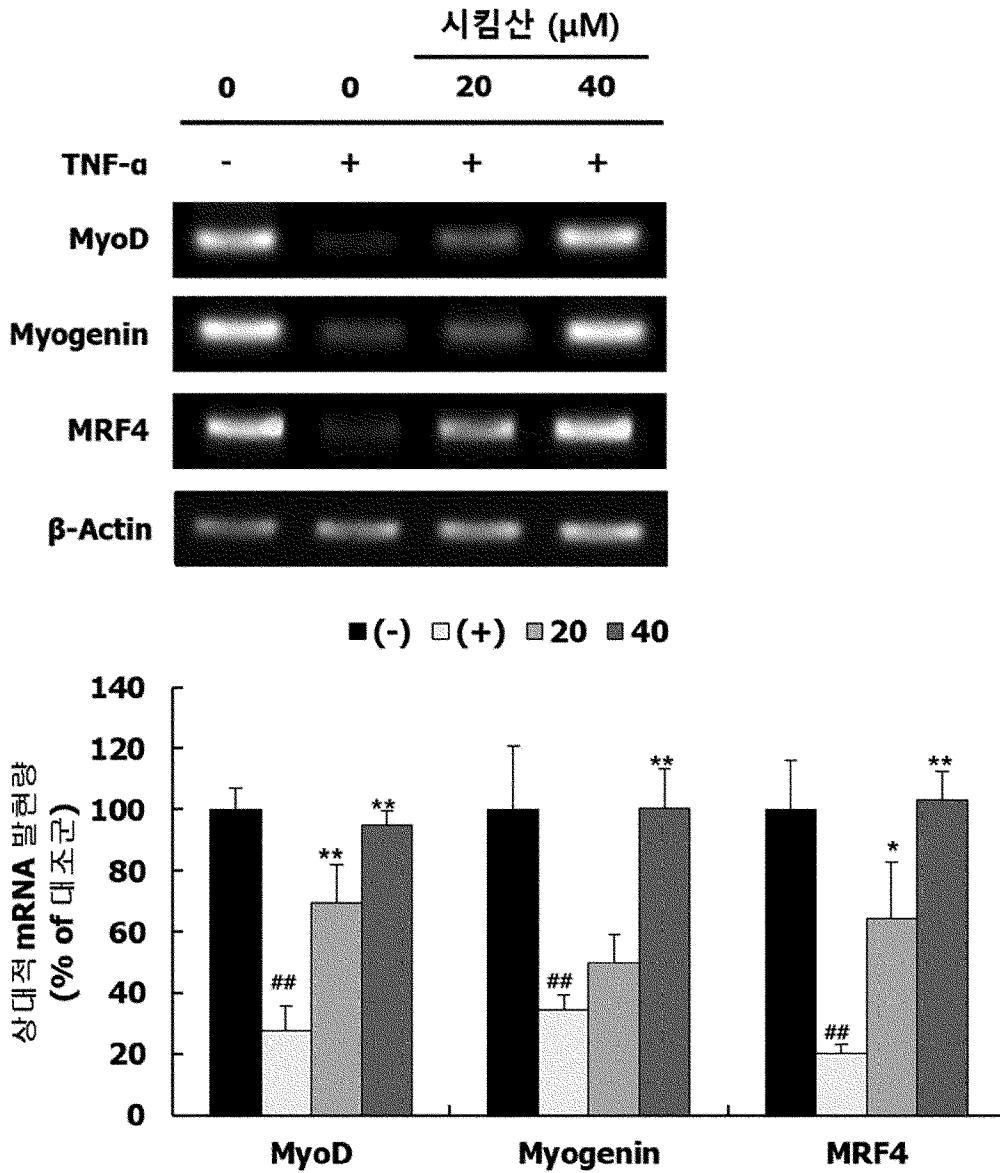 시킴산 (μM)
0 0 20 40
TNF-α - + + +
MyoD
Myogenin
MRF4
β-Actin
(-) (+) 20 40
상대적 mRNA 발현량
(% of 대조군)
140
120
100
80
60
40
20
0
** ** ** *
** 
## ## ##
MyoD Myogenin MRF4